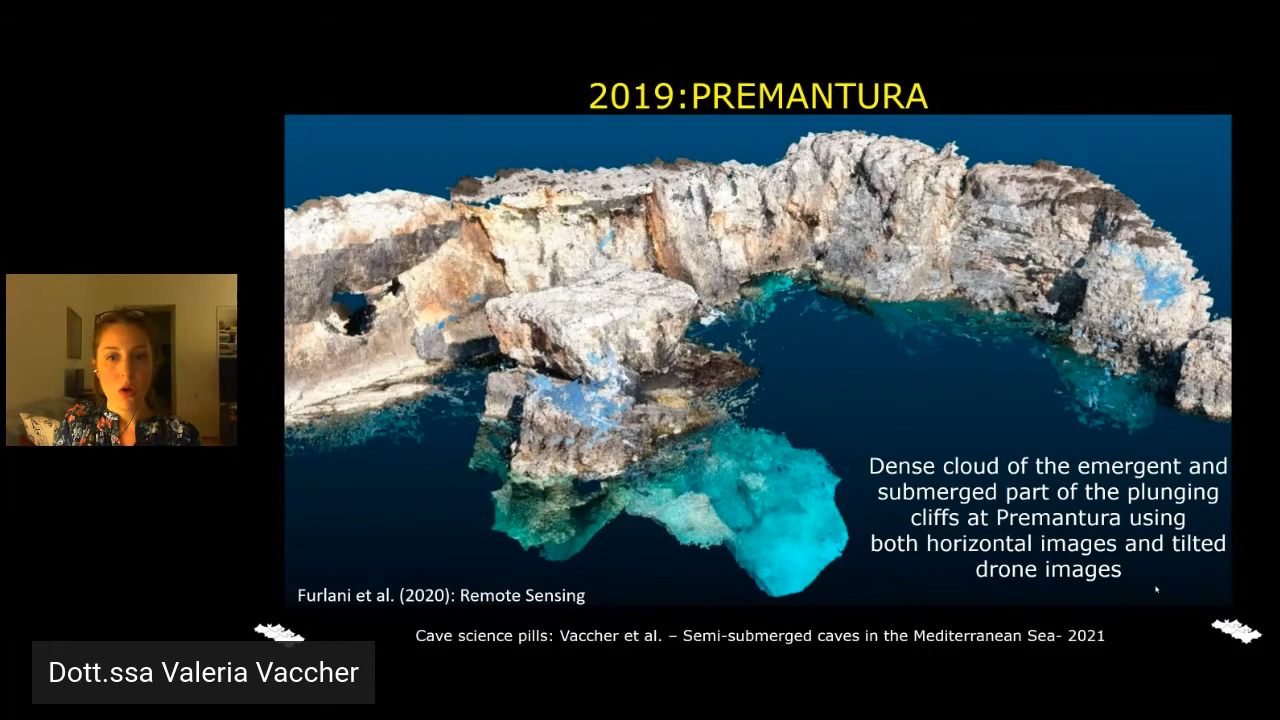 2019:PREMANTURA
Dense cloud of the emergent and
submerged part of the plunging
cliffs at Premantura using
both horizontal images and tilted
drone images
Furlani et al. (2020): Remote Sensing
Cave science pills: Vaccher et al. – Semi-submerged caves in the Mediterranean Sea- 2021
Dott.ssa Valeria Vaccher